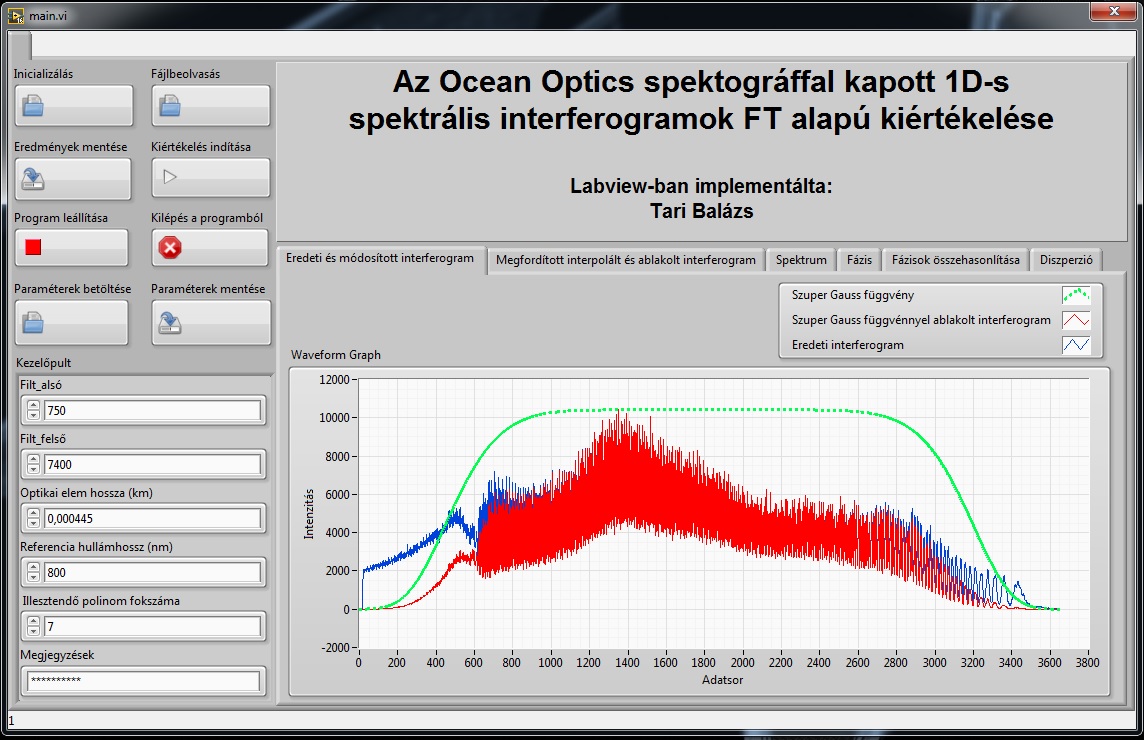 main.vi
Inicializálás
Fájlbeolvasás
Eredmények mentése
Kiértékelés indítása
Program leállítása
Kilépés a programból
Paraméterek betöltése
Paraméterek mentése
Kezelőpult
Filt_alsó
750
Filt_felső
7400
Optikai elem hossza (km)
0,000445
Referencia hullámhossz (nm)
800
Illesztendő polinom fokszáma
7
Megjegyzések
**********
Az Ocean Optics spektográffal kapott 1D-s
spektrális interferogramok FT alapú kiértékelése
Labview-ban implementálta:
Tari Balázs
Eredeti és módosított interferogram
Megfordított interpolált és ablakolt interferogram
Spektrum
Fázis
Fázisok összehasonlítása
Diszperzió
Szuper Gauss függvény
Szuper Gauss függvénnyel ablakolt interferogram
Eredeti interferogram
Waveform Graph
Intenzitás
12000
10000
8000
6000
4000
2000
0
-2000
0 200 400 600 800 1000 1200 1400 1600 1800 2000 2200 2400 2600 2800 3000 3200 3400 3600 3800
Adatsor
1